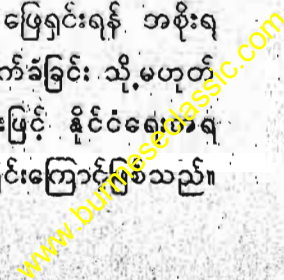 ဖြေရှင်းရန် အစိုးရ
က်ခံခြင်း သို့မဟုတ်
ဖြင့် နိုင်ငံရေးအရ
င်းကြောင့်ဖြစ်သည်။
www.burmeseclassic.com